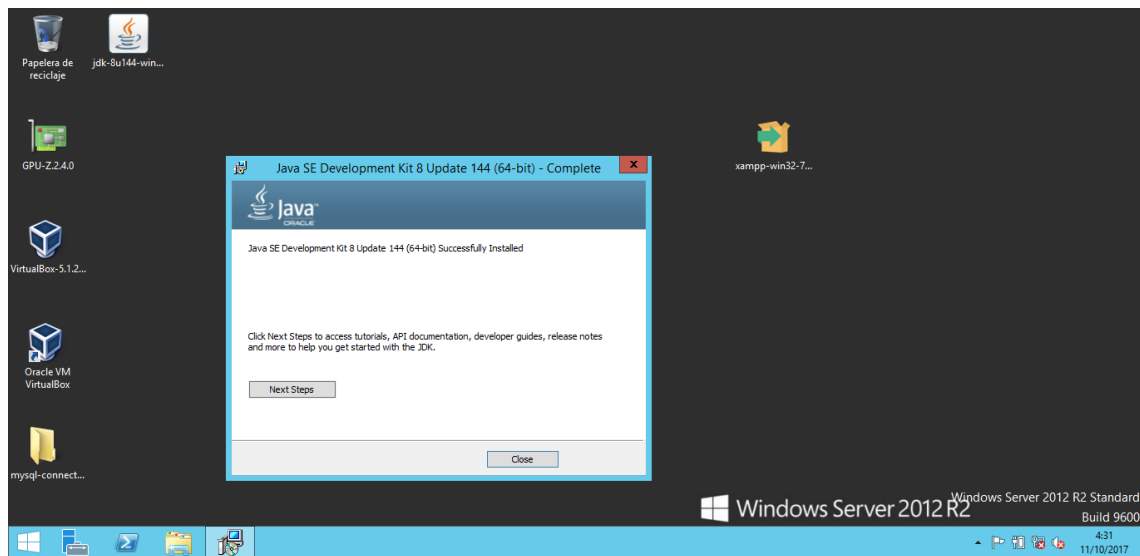 Papelera de
reciclaje
jdk-8u144-win...
GPU-Z.2.4.0
xampp-win32-7...
Java SE Development Kit 8 Update 144 (64-bit) - Complete
x
Java™
ORACLE
Java SE Development Kit 8 Update 144 (64-bit) Successfully Installed
VirtualBox-5.1.2...
Click Next Steps to access tutorials, API documentation, developer guides, release notes
and more to help you get started with the JDK.
Oracle VM
VirtualBox
Next Steps
Close
mysql-connect...
Windows Server 2012 R2
Windows Server 2012 R2 Standard
Build 9600
4:31
11/10/2017